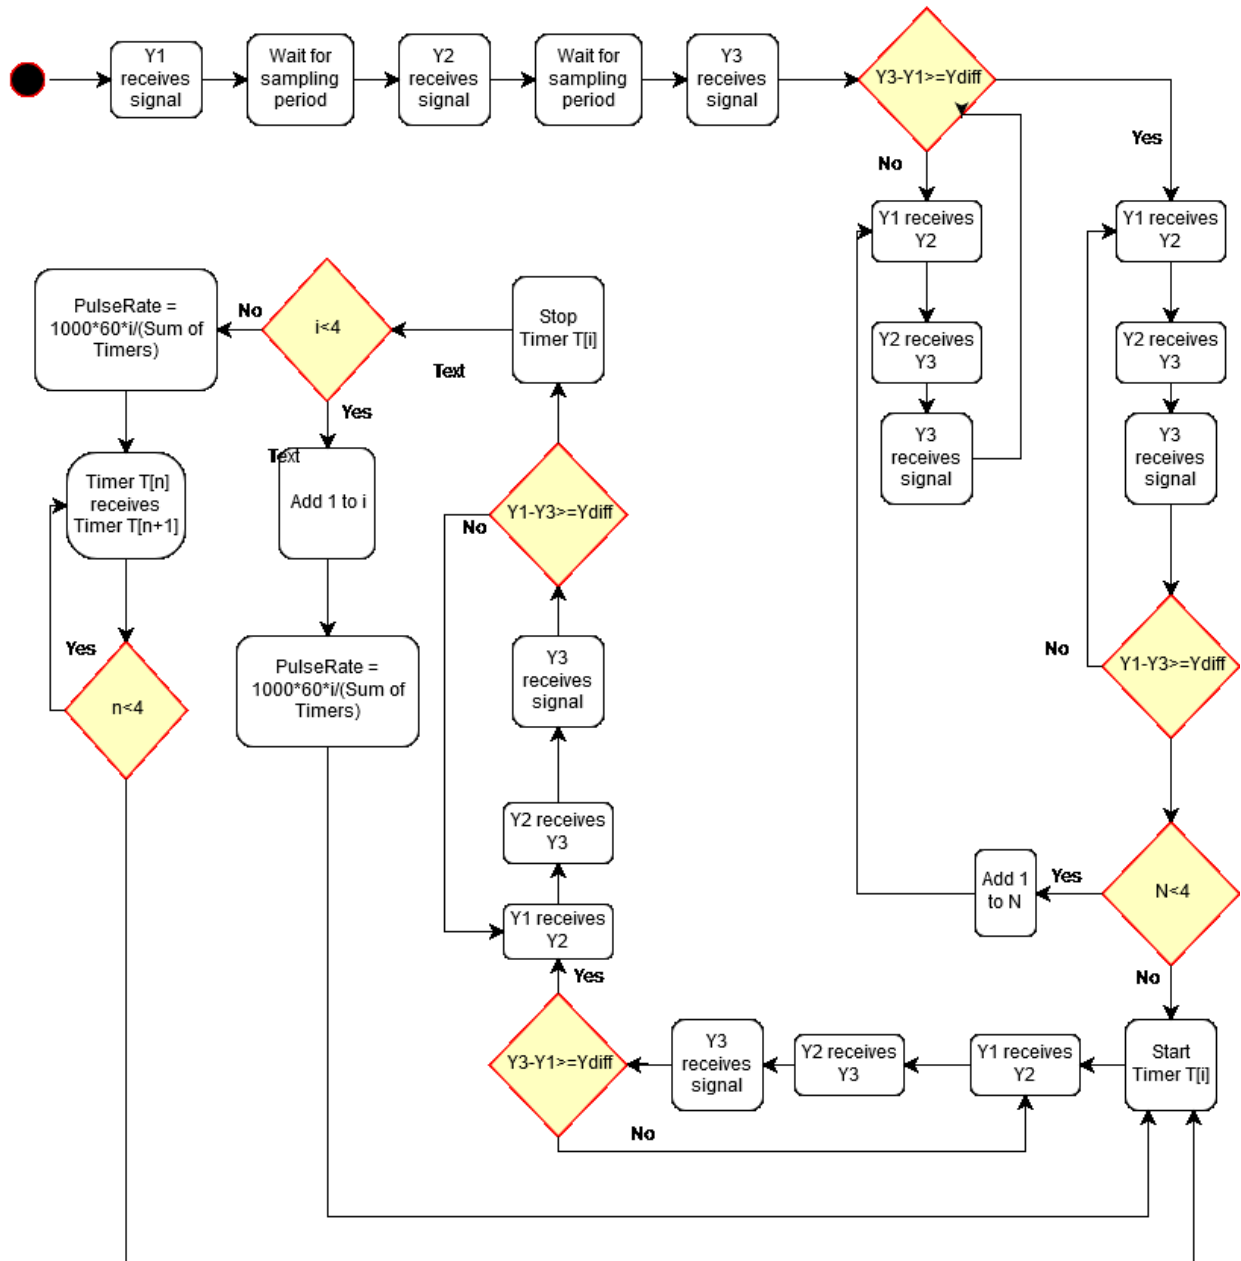 Y1
receives
signal
Wait for
sampling
period
Y2
receives
signal
Wait for
sampling
period
Y3
receives
signal
Y3-Y1>=Ydiff
Yes
No
Y1 receives
Y2
Y2 receives
Y3
Y3
receives
signal
Y1 receives
Y2
Y2 receives
Y3
Y3
receives
signal
No
Y1-Y3>=Ydiff
N<4
Yes
Add 1
to N
No
Start
Timer T[i]
Y1 receives
Y2
Y2 receives
Y3
Y3
receives
signal
Y3-Y1>=Ydiff
No
Yes
Y1 receives
Y2
Y2 receives
Y3
Y3
receives
signal
Y1-Y3>=Ydiff
No
Stop
Timer T[i]
Text
i<4
No
Yes
Text
Add 1 to i
PulseRate =
1000*60*i/(Sum of
Timers)
PulseRate =
1000*60*i/(Sum of
Timers)
Timer T[n]
receives
Timer T[n+1]
Yes
n<4